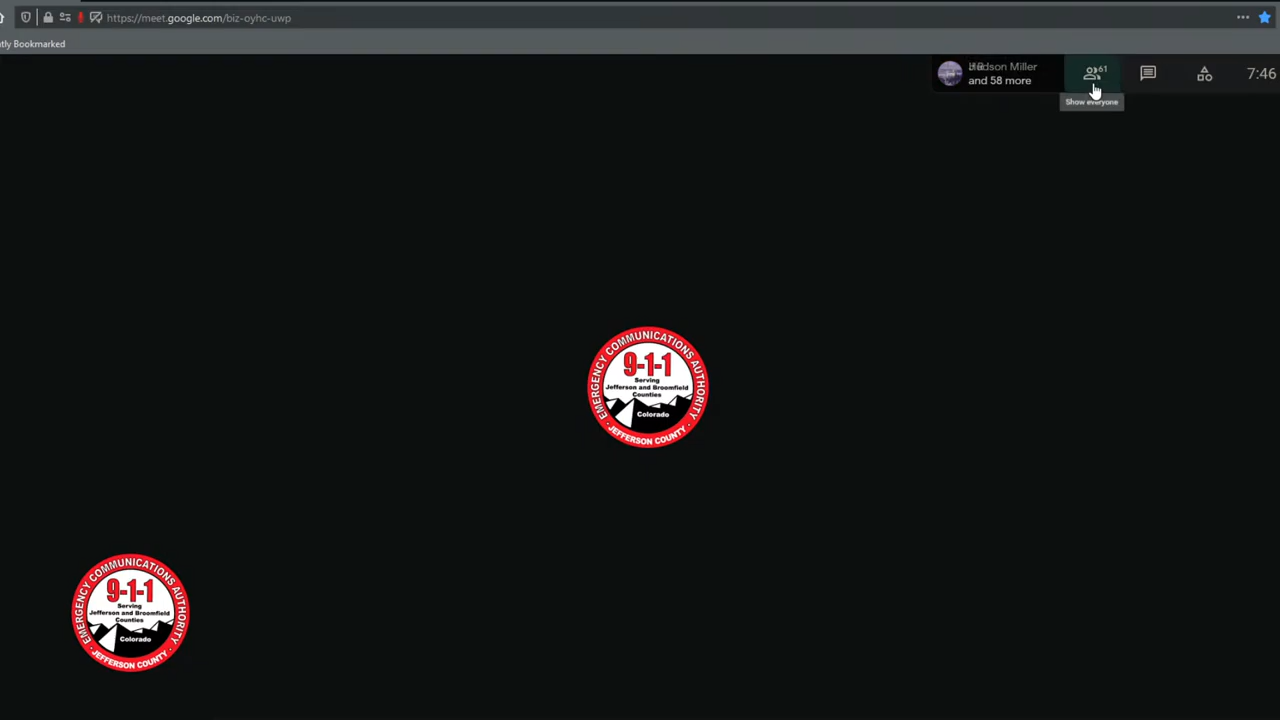 https://meet.google.com/biz-oyhc-uwp
tly Bookmarked
Hudson Miller
and 58 more
61
7:46
Show everyone
EMERGENCY COMMUNICATIONS AUTHORITY
9-1-1
Serving
Jefferson and Broomfield
Counties
Colorado
· JEFFERSON COUNTY ·
EMERGENCY COMMUNICATIONS AUTHORITY
9-1-1
Serving
Jefferson and Broomfield
Counties
Colorado
· JEFFERSON COUNTY ·